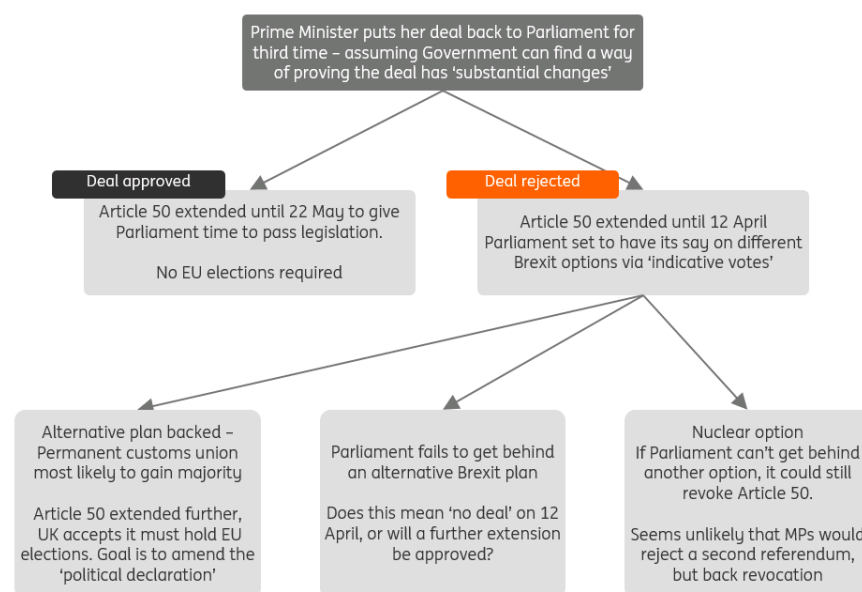 Prime Minister puts her deal back to Parliament for
third time – assuming Government can find a way
of proving the deal has ‘substantial changes’
Deal approved
Article 50 extended until 22 May to give
Parliament time to pass legislation.
No EU elections required
Deal rejected
Article 50 extended until 12 April
Parliament set to have its say on different
Brexit options via ‘indicative votes’
Alternative plan backed –
Permanent customs union
most likely to gain majority
Article 50 extended further,
UK accepts it must hold EU
elections. Goal is to amend the
‘political declaration’
Parliament fails to get behind
an alternative Brexit plan
Does this mean ‘no deal’ on 12
April, or will a further extension
be approved?
Nuclear option
If Parliament can’t get behind
another option, it could still
revoke Article 50.
Seems unlikely that MPs would
reject a second referendum,
but back revocation